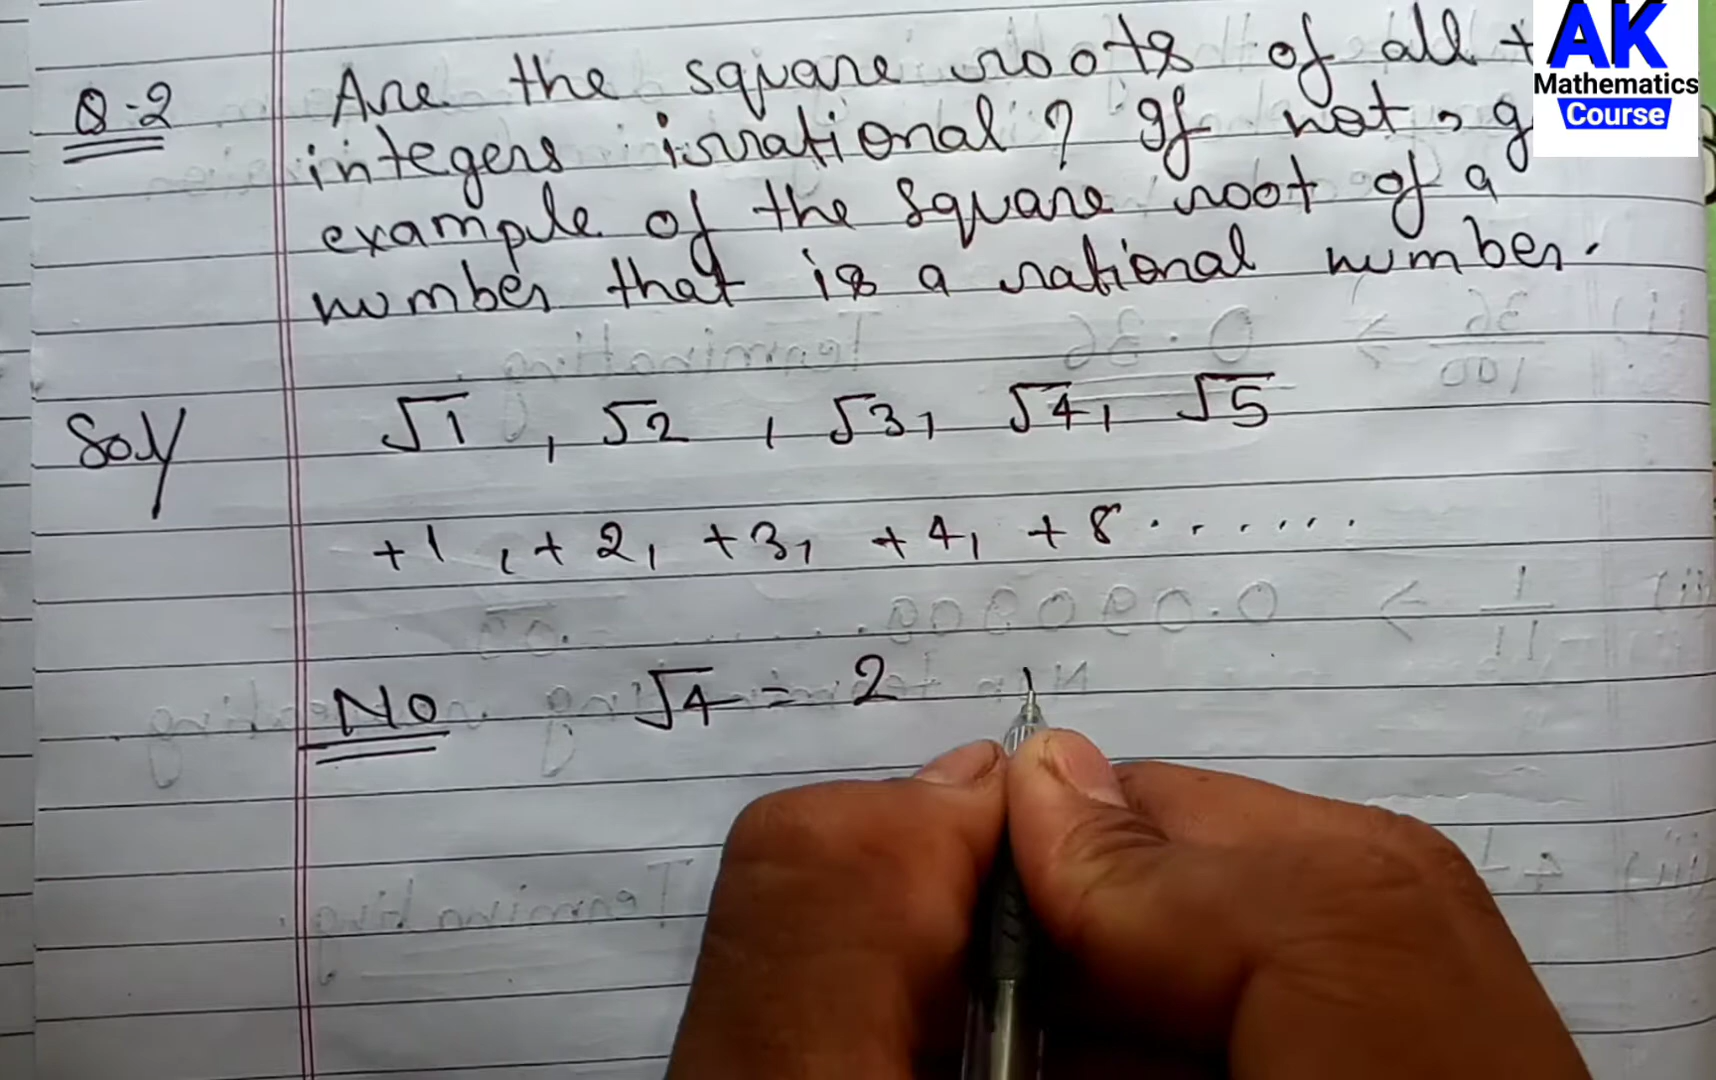 Q.2 Are the square roots of all
integers irrational? If not, g
example of the square root of a
number that is a rational number.
Soly √1, √2, √3, √4, √5
+1, +2, +3, +4, +8.......
No √4 = 2
AK
Mathematics
Course